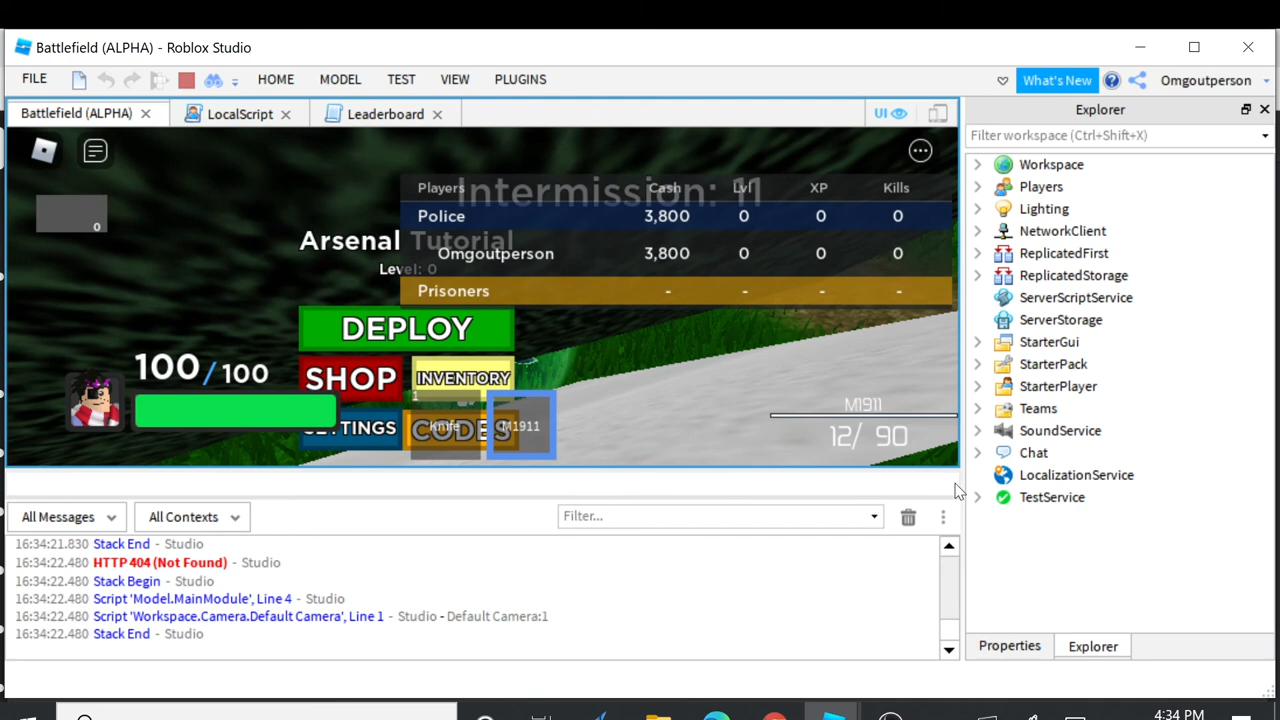 Battlefield (ALPHA) - Roblox Studio
FILE HOME MODEL TEST VIEW PLUGINS What's New Omgoutperson
Battlefield (ALPHA) LocalScript Leaderboard UI
Explorer
Filter workspace (Ctrl+Shift+X)
Workspace
Players
Lighting
NetworkClient
ReplicatedFirst
ReplicatedStorage
ServerScriptService
ServerStorage
StarterGui
StarterPack
StarterPlayer
Teams
SoundService
Chat
LocalizationService
TestService
Properties Explorer
Intermission: 11
Players Cash Lvl XP Kills
Police 3,800 0 0 0
Omgoutperson 3,800 0 0 0
Prisoners - - - -
0
Arsenal Tutorial
Level: 0
DEPLOY
SHOP INVENTORY
SETTINGS CODES
100 / 100
1
Knife M1911
M1911
12/ 90
All Messages All Contexts Filter...
16:34:21.830 Stack End - Studio
16:34:22.480 HTTP 404 (Not Found) - Studio
16:34:22.480 Stack Begin - Studio
16:34:22.480 Script 'Model.MainModule', Line 4 - Studio
16:34:22.480 Script 'Workspace.Camera.Default Camera', Line 1 - Studio - Default Camera:1
16:34:22.480 Stack End - Studio
4:34 PM